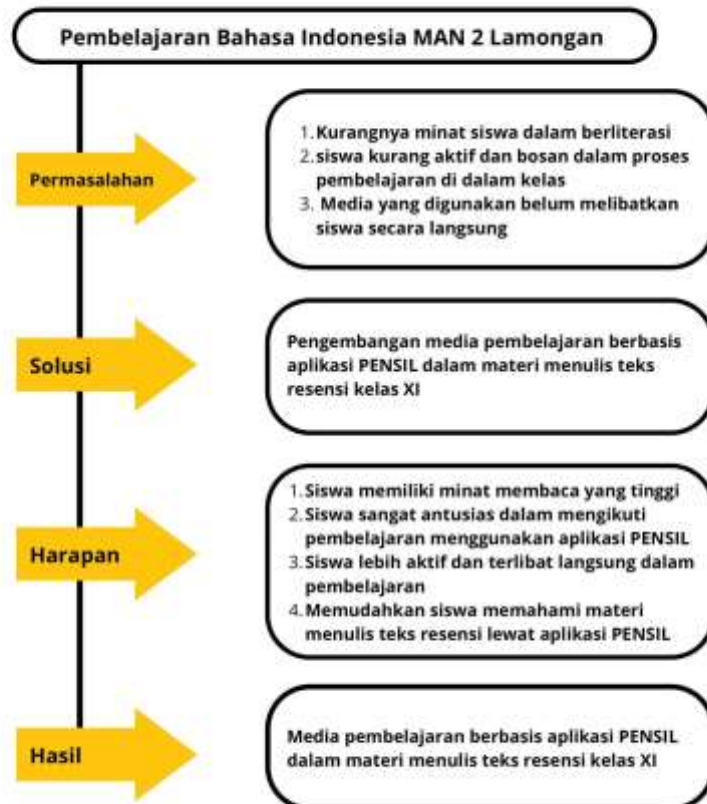 Pembelajaran Bahasa Indonesia MAN 2 Lamongan
Permasalahan
1. Kurangnya minat siswa dalam berliterasi
2. siswa kurang aktif dan bosan dalam proses
pembelajaran di dalam kelas
3. Media yang digunakan belum melibatkan
siswa secara langsung
Solusi
Pengembangan media pembelajaran berbasis
aplikasi PENSIL dalam materi menulis teks
resensi kelas XI
Harapan
1. Siswa memiliki minat membaca yang tinggi
2. Siswa sangat antusias dalam mengikuti
pembelajaran menggunakan aplikasi PENSIL
3. Siswa lebih aktif dan terlibat langsung dalam
pembelajaran
4. Memudahkan siswa memahami materi
menulis teks resensi lewat aplikasi PENSIL
Hasil
Media pembelajaran berbasis aplikasi PENSIL
dalam materi menulis teks resensi kelas XI